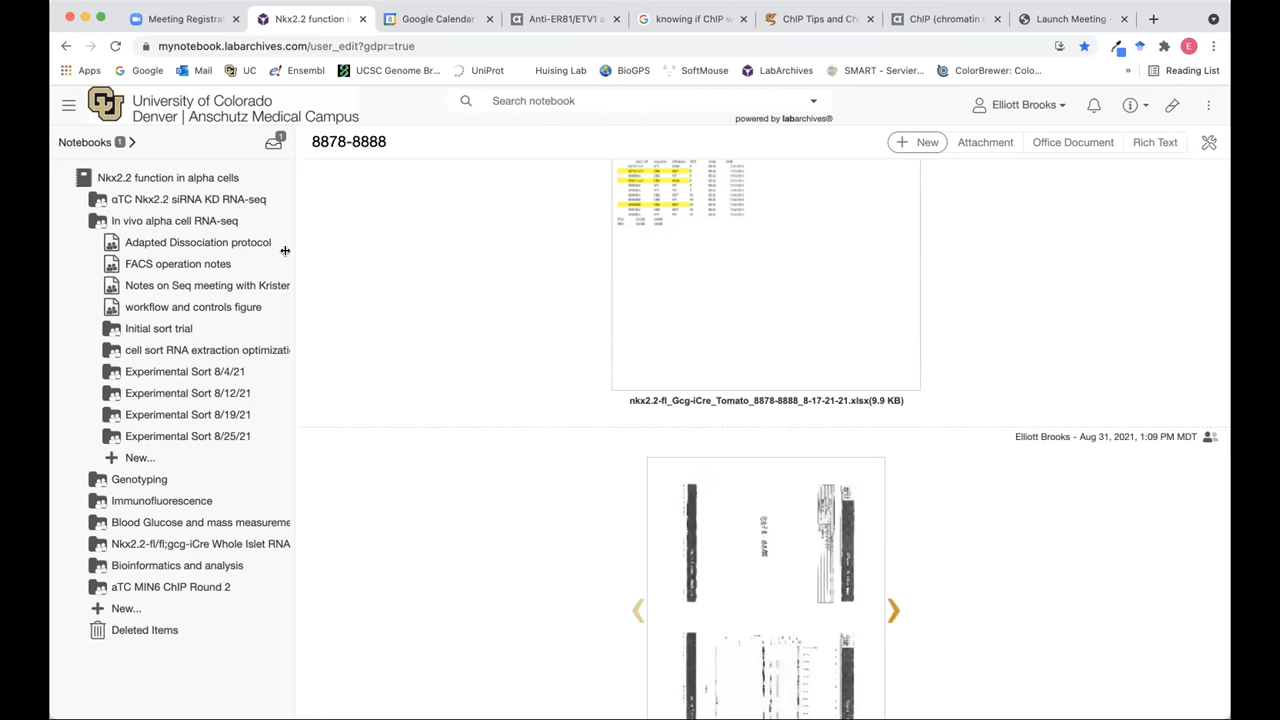 Meeting Registra
Nkx2.2 function i
Google Calendar
Anti-ER81/ETV1 a
knowing if ChIP w
ChIP Tips and Ch
ChIP (chromatin i
Launch Meeting -
mynotebook.labarchives.com/user_edit?gdpr=true
E
Apps
Google
Mail
UC
Ensembl
UCSC Genome Br...
UniProt
Huising Lab
BioGPS
SoftMouse
LabArchives
SMART - Servier...
ColorBrewer: Colo...
»
Reading List
University of Colorado
Denver | Anschutz Medical Campus
Search notebook
powered by labarchives®
Elliott Brooks
Notebooks 1
1
8878-8888
New
Attachment
Office Document
Rich Text
Nkx2.2 function in alpha cells
αTC Nkx2.2 siRNA KD RNA-seq
In vivo alpha cell RNA-seq
Adapted Dissociation protocol
FACS operation notes
Notes on Seq meeting with Krister
workflow and controls figure
Initial sort trial
cell sort RNA extraction optimizati
Experimental Sort 8/4/21
Experimental Sort 8/12/21
Experimental Sort 8/19/21
Experimental Sort 8/25/21
New...
Genotyping
Immunofluorescence
Blood Glucose and mass measureme
Nkx2.2-fl/fl;gcg-iCre Whole Islet RNA
Bioinformatics and analysis
aTC MIN6 ChIP Round 2
New...
Deleted Items
nkx2.2-fl_Gcg-iCre_Tomato_8878-8888_8-17-21-21.xlsx(9.9 KB)
Elliott Brooks - Aug 31, 2021, 1:09 PM MDT